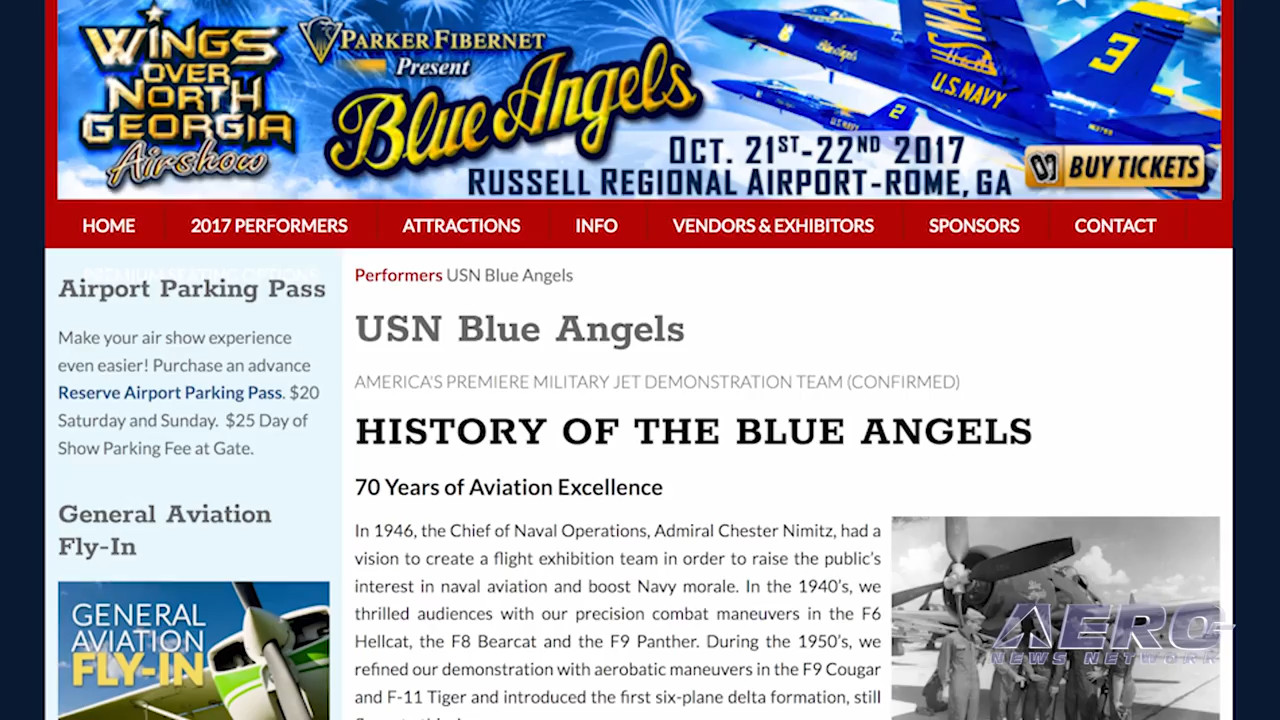 WINGS
OVER
NORTH
GEORGIA
Airshow
PARKER FIBERNET
Present
Blue Angels
U.S. NAVY
3
2
U.S. NAVY
OCT. 21ST-22ND 2017
RUSSELL REGIONAL AIRPORT-ROME, GA
BUY TICKETS
HOME
2017 PERFORMERS
ATTRACTIONS
INFO
VENDORS & EXHIBITORS
SPONSORS
CONTACT
Airport Parking Pass
Make your air show experience
even easier! Purchase an advance
Reserve Airport Parking Pass. $20
Saturday and Sunday. $25 Day of
Show Parking Fee at Gate.
General Aviation
Fly-In
GENERAL
AVIATION
FLY-IN
Performers USN Blue Angels
USN Blue Angels
AMERICA'S PREMIERE MILITARY JET DEMONSTRATION TEAM (CONFIRMED)
HISTORY OF THE BLUE ANGELS
70 Years of Aviation Excellence
In 1946, the Chief of Naval Operations, Admiral Chester Nimitz, had a
vision to create a flight exhibition team in order to raise the public's
interest in naval aviation and boost Navy morale. In the 1940's, we
thrilled audiences with our precision combat maneuvers in the F6
Hellcat, the F8 Bearcat and the F9 Panther. During the 1950's, we
refined our demonstration with aerobatic maneuvers in the F9 Cougar
and F-11 Tiger and introduced the first six-plane delta formation, still
AERO
NEWS NETWORK